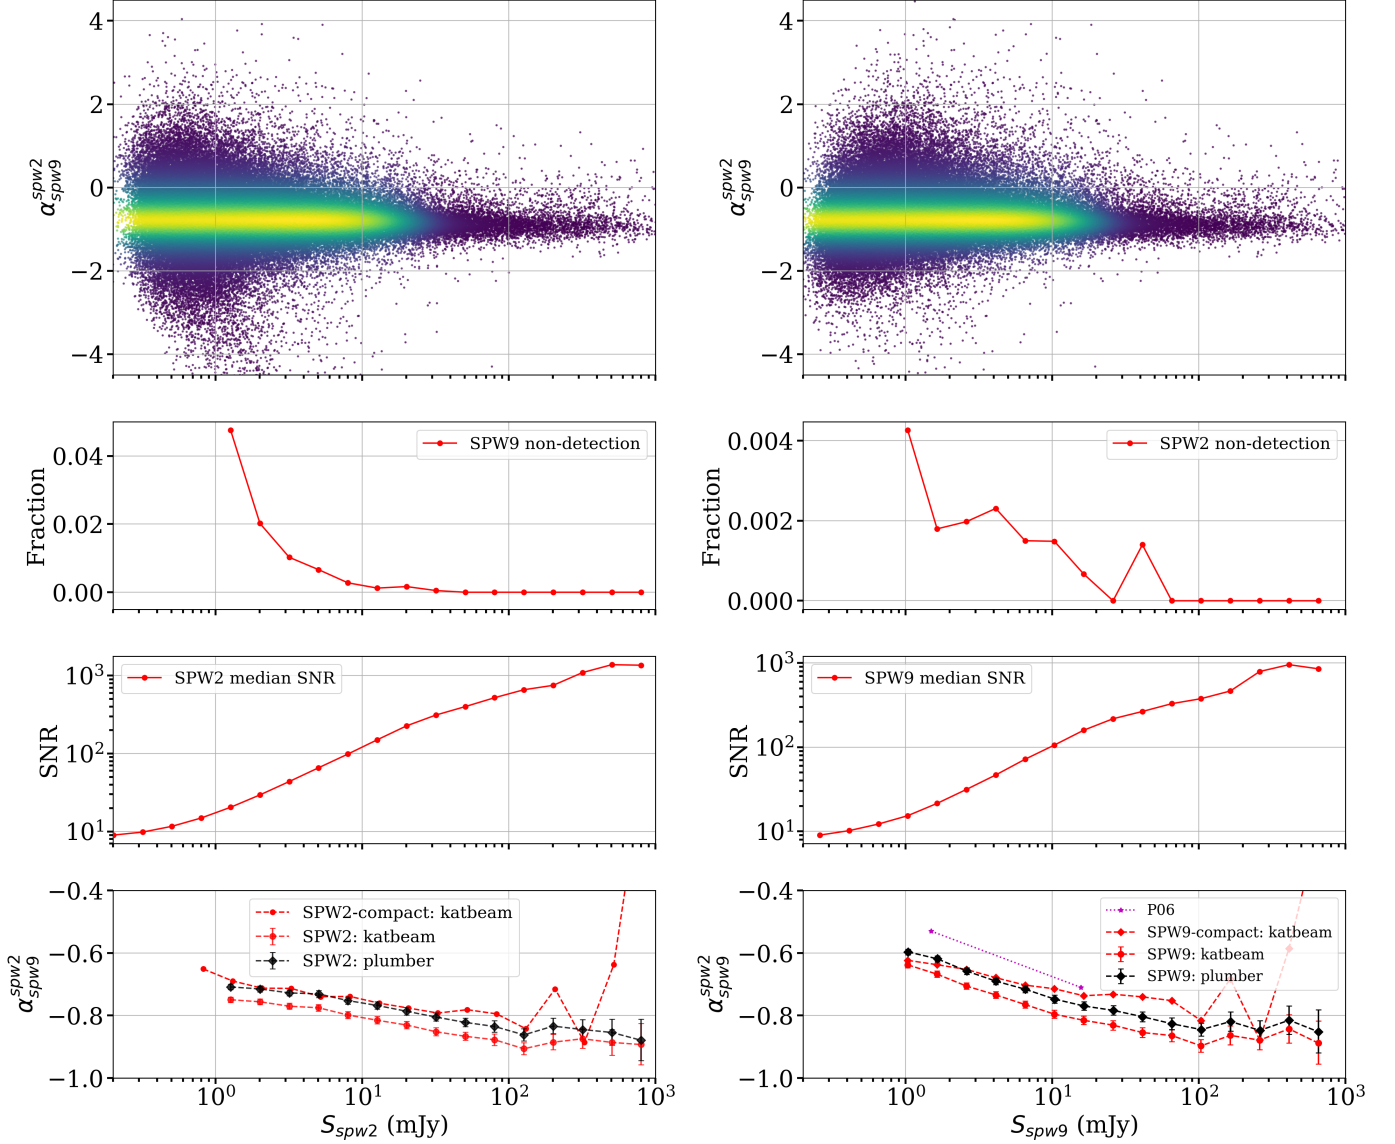 4
2
0
−2
−4
α^{spw2}_{spw9}
4
2
0
−2
−4
α^{spw2}_{spw9}
SPW9 non-detection
0.04
0.02
0.00
Fraction
SPW2 non-detection
0.004
0.002
0.000
Fraction
SPW2 median SNR
10^3
10^2
10^1
SNR
SPW9 median SNR
10^3
10^2
10^1
SNR
SPW2-compact: katbeam
SPW2: katbeam
SPW2: plumber
−0.4
−0.6
−0.8
−1.0
α^{spw2}_{spw9}
10^0 10^1 10^2 10^3
S_{spw2} (mJy)
P06
SPW9-compact: katbeam
SPW9: katbeam
SPW9: plumber
−0.4
−0.6
−0.8
−1.0
α^{spw2}_{spw9}
10^0 10^1 10^2 10^3
S_{spw9} (mJy)